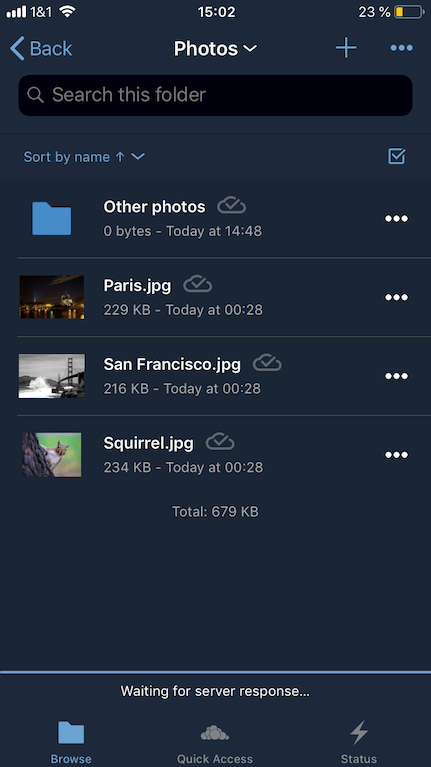 1&1 15:02 23 %
Back Photos
Search this folder
Sort by name ↑
Other photos
0 bytes - Today at 14:48
Paris.jpg
229 KB - Today at 00:28
San Francisco.jpg
216 KB - Today at 00:28
Squirrel.jpg
234 KB - Today at 00:28
Total: 679 KB
Waiting for server response...
Browse Quick Access Status